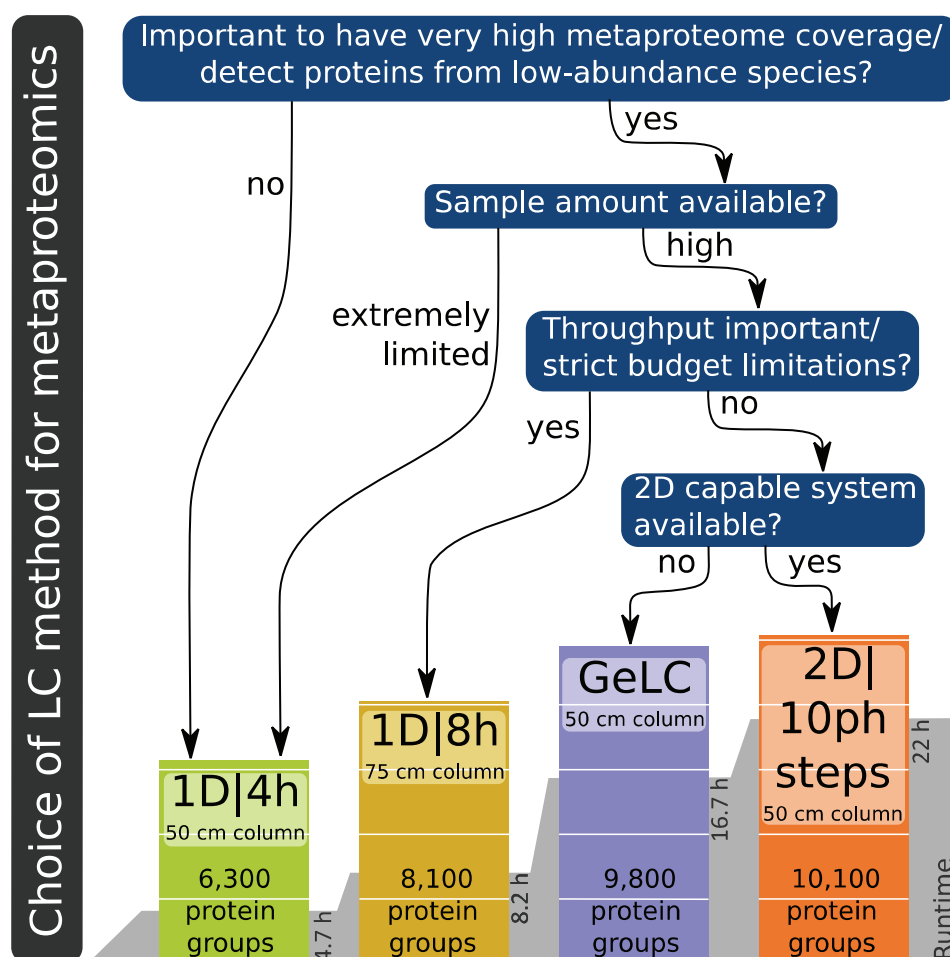 Choice of LC method for metaproteomics
Important to have very high metaproteome coverage/
detect proteins from low-abundance species?
no
yes
Sample amount available?
extremely
limited
high
Throughput important/
strict budget limitations?
yes
no
2D capable system
available?
no
yes
1D|4h
50 cm column
6,300
protein
groups
4.7 h
1D|8h
75 cm column
8,100
protein
groups
8.2 h
GeLC
50 cm column
9,800
protein
groups
16.7 h
2D|
10ph
steps
50 cm column
10,100
protein
groups
22 h
Runtime